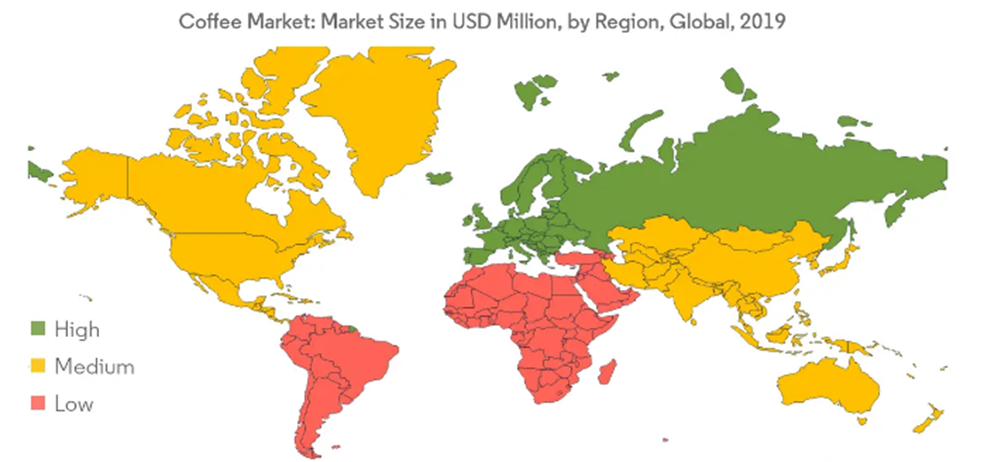 Coffee Market: Market Size in USD Million, by Region, Global, 2019
High
Medium
Low